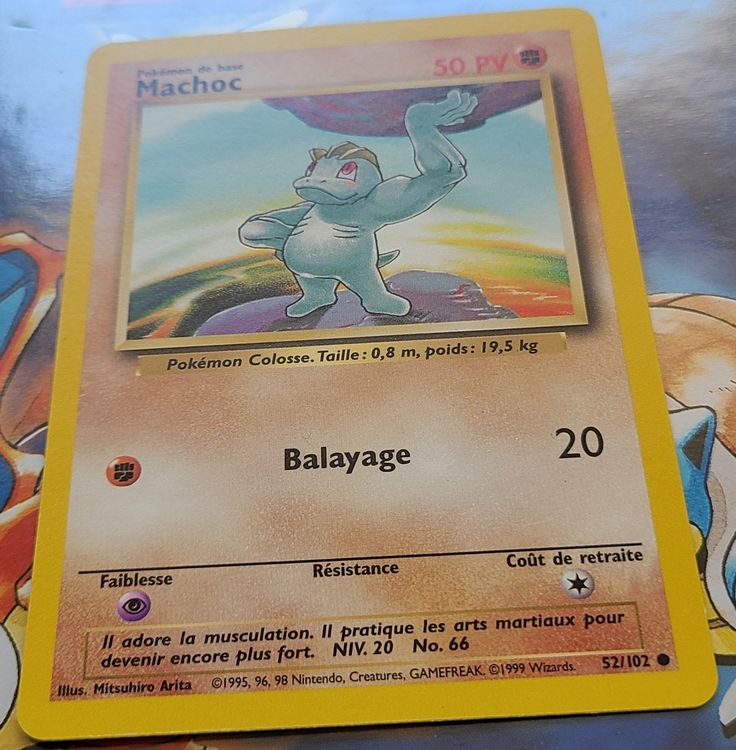 Pokémon de base
Machoc
50 PV
Pokémon Colosse. Taille : 0,8 m, poids : 19,5 kg
Balayage
20
Faiblesse
Résistance
Coût de retraite
Il adore la musculation. Il pratique les arts martiaux pour
devenir encore plus fort. NIV. 20 No. 66
Illus. Mitsuhiro Arita ©1995, 96, 98 Nintendo, Creatures, GAMEFREAK. ©1999 Wizards. 52/102